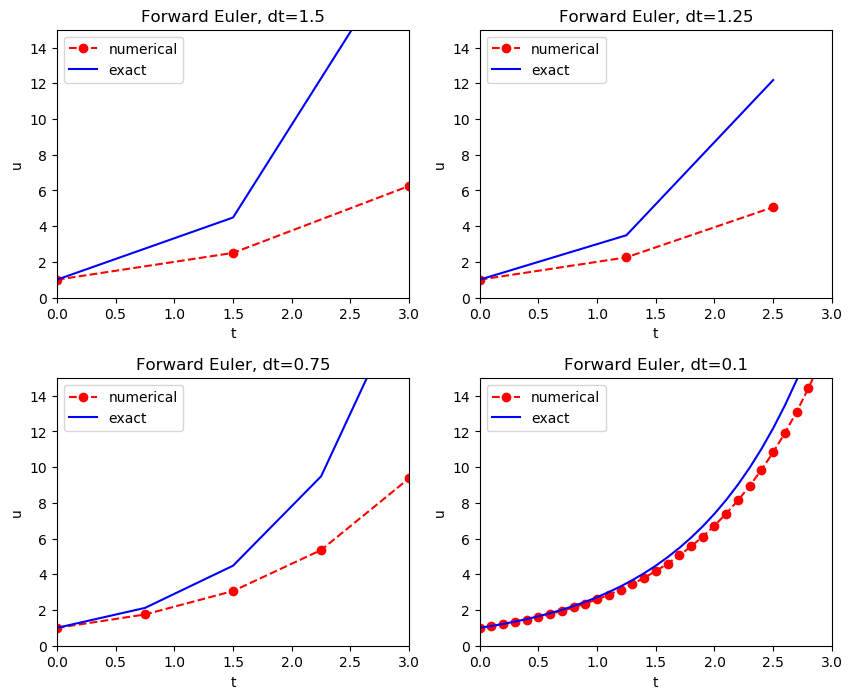 Forward Euler, dt=1.5
14
12
10
8
6
4
2
0
u
numerical
exact
0.0 0.5 1.0 1.5 2.0 2.5 3.0
t
Forward Euler, dt=1.25
14
12
10
8
6
4
2
0
u
numerical
exact
0.0 0.5 1.0 1.5 2.0 2.5 3.0
t
Forward Euler, dt=0.75
14
12
10
8
6
4
2
0
u
numerical
exact
0.0 0.5 1.0 1.5 2.0 2.5 3.0
t
Forward Euler, dt=0.1
14
12
10
8
6
4
2
0
u
numerical
exact
0.0 0.5 1.0 1.5 2.0 2.5 3.0
t